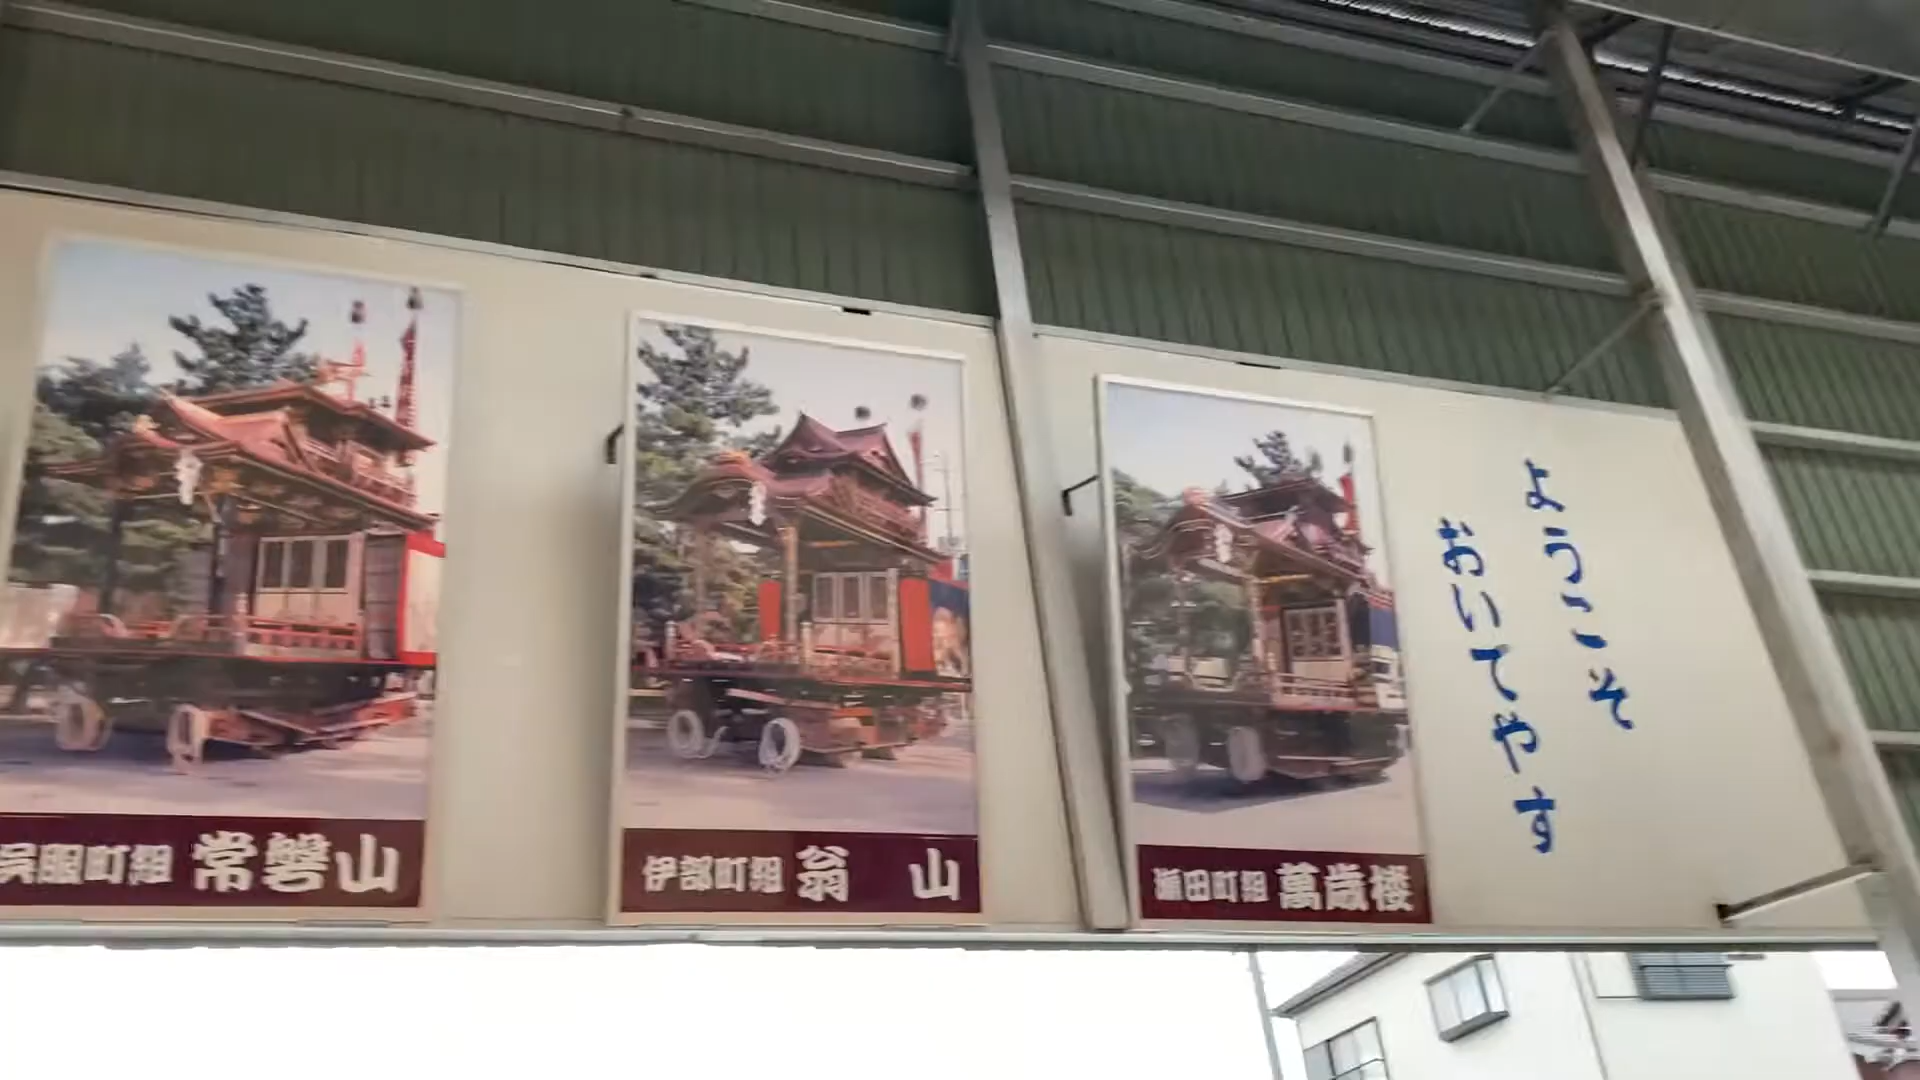 呉服町組 常磐山
伊部町組 翁 山
瀬田町組 萬歳楼
ようこそ
おいてやす